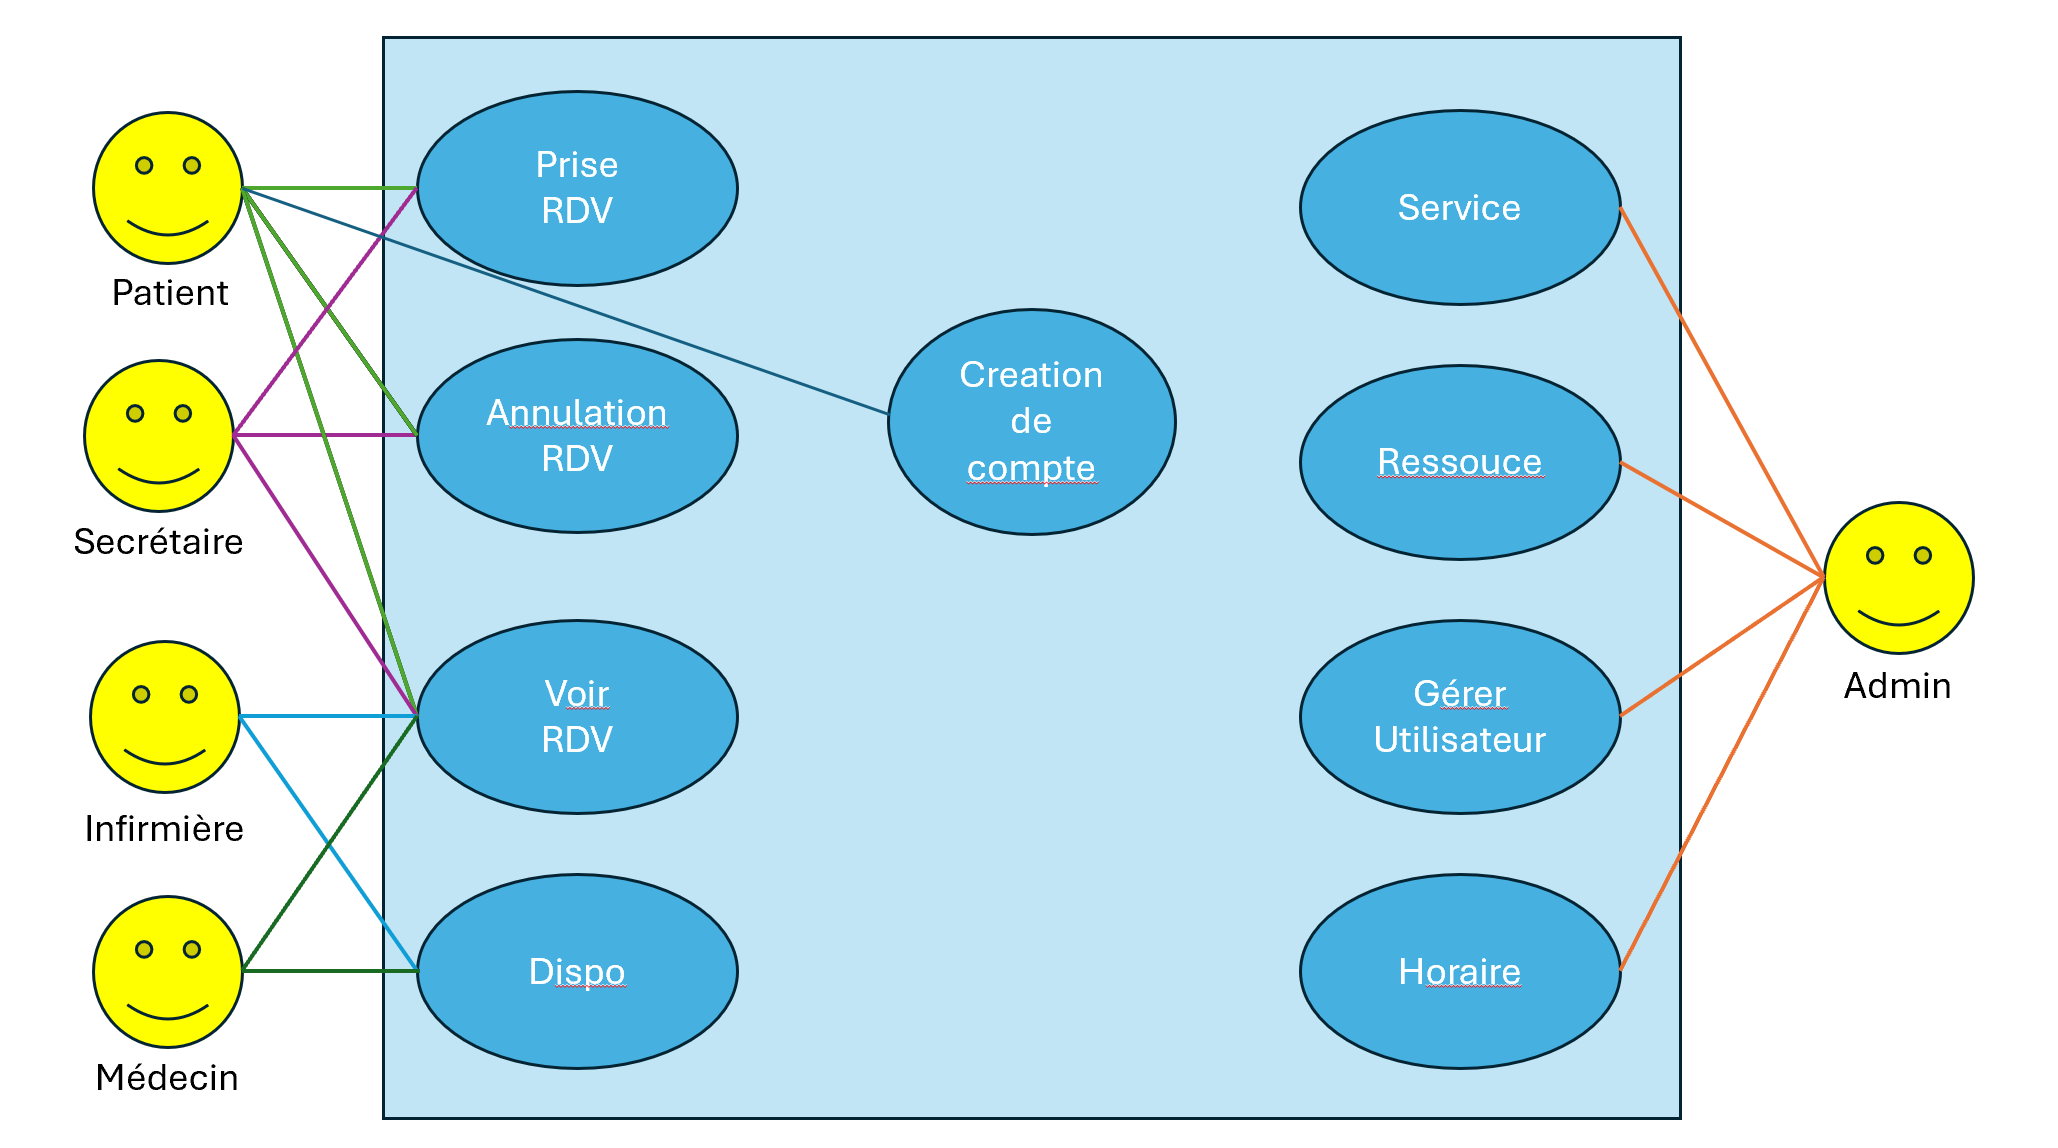 Patient
Secrétaire
Infirmière
Médecin
Prise
RDV
Annulation
RDV
Voir
RDV
Dispo
Creation
de
compte
Service
Ressouce
Gérer
Utilisateur
Horaire
Admin